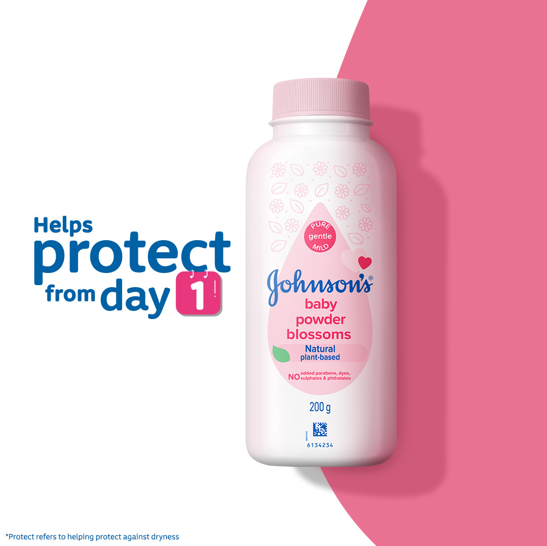 Helps
protect
from day 1
PURE
gentle
MILD
Johnson's®
baby
powder
blossoms
Natural
plant-based
NO added parabens, dyes,
sulphates & phthalates
200 g
6134234
*Protect refers to helping protect against dryness